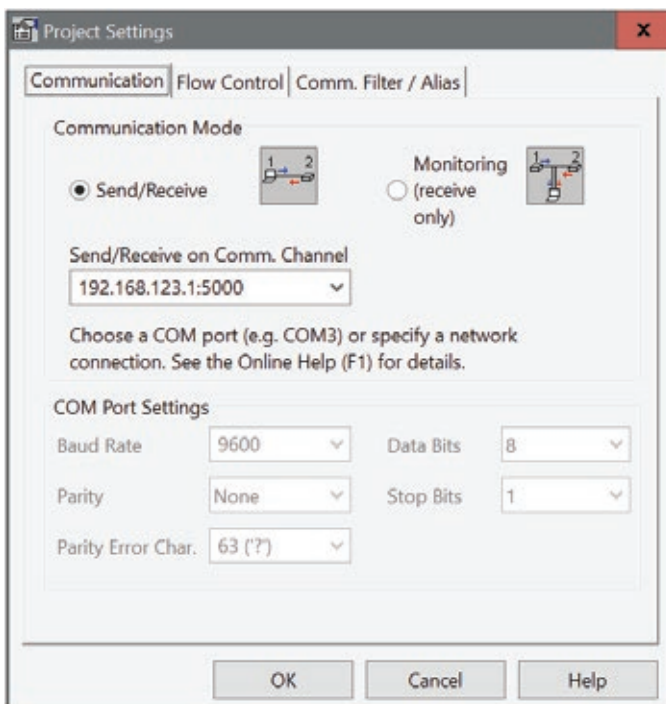 Project Settings
x
Communication Flow Control Comm. Filter / Alias
Communication Mode
Send/Receive
1 2
Monitoring
(receive
only)
1 2
Send/Receive on Comm. Channel
192.168.123.1:5000
Choose a COM port (e.g. COM3) or specify a network
connection. See the Online Help (F1) for details.
COM Port Settings
Baud Rate 9600 Data Bits 8
Parity None Stop Bits 1
Parity Error Char. 63 ('?')
OK Cancel Help